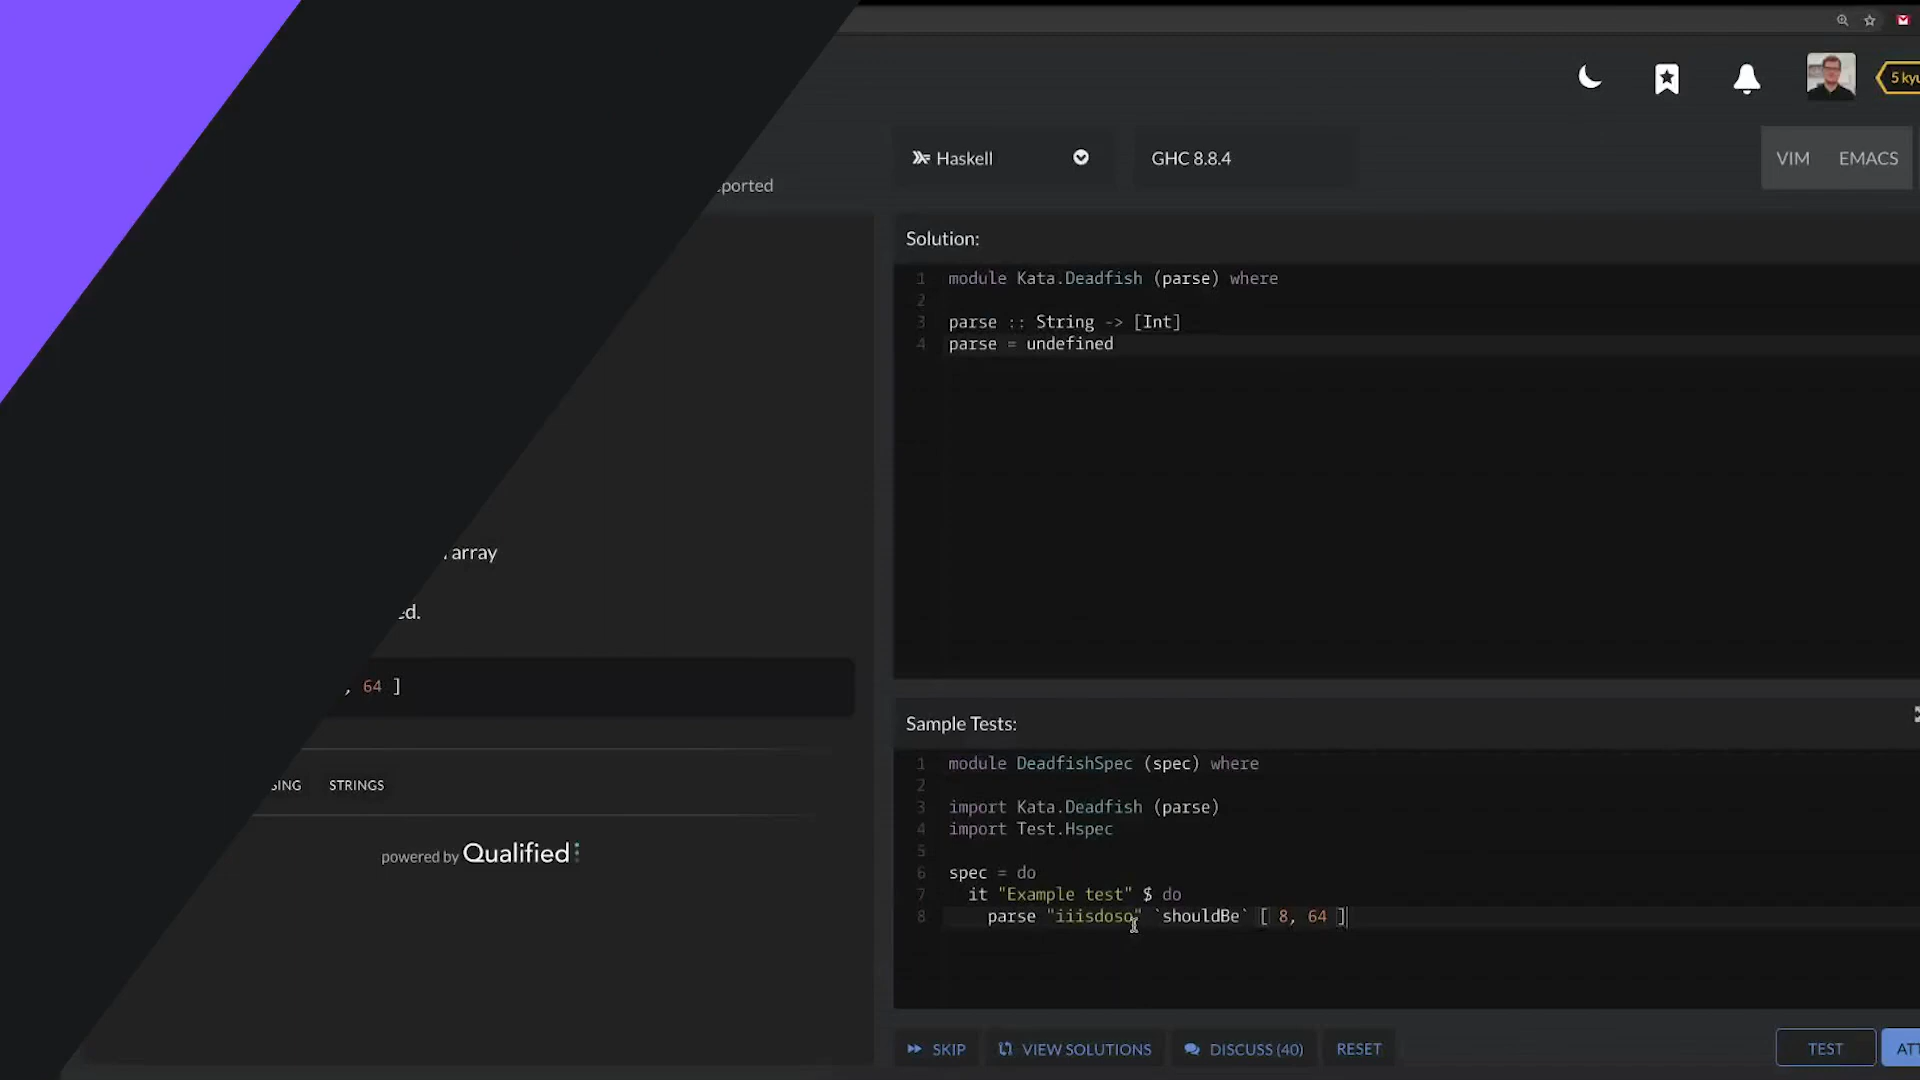 5 kyu
Haskell
GHC 8.8.4
VIM
EMACS
ported
Solution:
1 module Kata.Deadfish (parse) where
2
3 parse :: String -> [Int]
4 parse = undefined
array
ed.
, 64 ]
SING
STRINGS
powered by Qualified
Sample Tests:
1 module DeadfishSpec (spec) where
2
3 import Kata.Deadfish (parse)
4 import Test.Hspec
5
6 spec = do
7 it "Example test" $ do
8 parse "iiisdoso" `shouldBe` [ 8, 64 ]
SKIP
VIEW SOLUTIONS
DISCUSS (40)
RESET
TEST
ATT